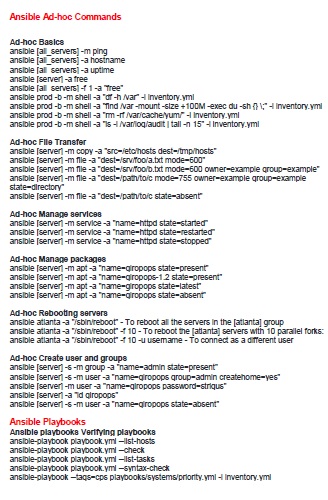 Ansible Ad-hoc Commands
Ad-hoc Basics
ansible [all_servers] -m ping
ansible [all_servers] -a hostname
ansible [all_servers] -a uptime
ansible [server] -a free
ansible [all_servers] -f 1 -a "free"
ansible prod -b -m shell -a "df -h /var" -i inventory.yml
ansible prod -b -m shell -a "find /var -mount -size +100M -exec du -sh {} \;" -i inventory.yml
ansible prod -b -m shell -a "rm -rf /var/cache/yum/" -i inventory.yml
ansible prod -b -m shell -a "ls -l /var/log/audit | tail -n 15" -i inventory.yml
Ad-hoc File Transfer
ansible [server] -m copy -a "src=/etc/hosts dest=/tmp/hosts"
ansible [server] -m file -a "dest=/srv/foo/a.txt mode=600"
ansible [server] -m file -a "dest=/srv/foo/b.txt mode=600 owner=example group=example"
ansible [server] -m file -a "dest=/path/to/c mode=755 owner=example group=example
state=directory"
ansible [server] -m file -a "dest=/path/to/c state=absent"
Ad-hoc Manage services
ansible [server] -m service -a "name=httpd state=started"
ansible [server] -m service -a "name=httpd state=restarted"
ansible [server] -m service -a "name=httpd state=stopped"
Ad-hoc Manage packages
ansible [server] -m apt -a "name=giropops state=present"
ansible [server] -m apt -a "name=giropops-1.2 state=present"
ansible [server] -m apt -a "name=giropops state=latest"
ansible [server] -m apt -a "name=giropops state=absent"
Ad-hoc Rebooting servers
ansible atlanta -a "/sbin/reboot" - To reboot all the servers in the [atlanta] group
ansible atlanta -a "/sbin/reboot" -f 10 - To reboot the [atlanta] servers with 10 parallel forks:
ansible atlanta -a "/sbin/reboot" -f 10 -u username - To connect as a different user
Ad-hoc Create user and groups
ansible [server] -s -m group -a "name=admin state=present"
ansible [server] -s -m user -a "name=giropops group=admin createhome=yes"
ansible [server] -m user -a "name=giropops password=strigus"
ansible [server] -a "id giropops"
ansible [server] -s -m user -a "name=giropops state=absent"
Ansible Playbooks
Ansible playbooks Verifying playbooks
ansible-playbook playbook.yml –list-hosts
ansible-playbook playbook.yml –check
ansible-playbook playbook.yml –list-tasks
ansible-playbook playbook.yml –syntax-check
ansible-playbook –tags=cps playbooks/systems/priority.yml -i inventory.yml